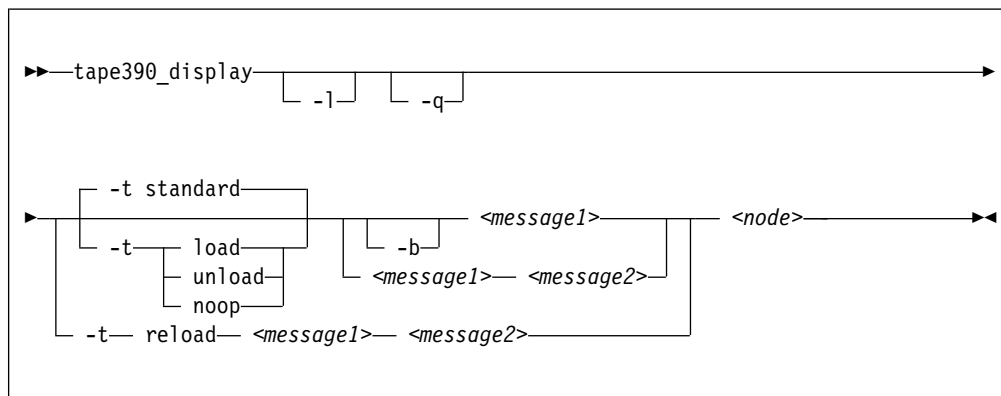 tape390_display
-l -q
-t standard
<message1> <node>
-t load -b
unload <message1> <message2>
noop
-t reload <message1> <message2>